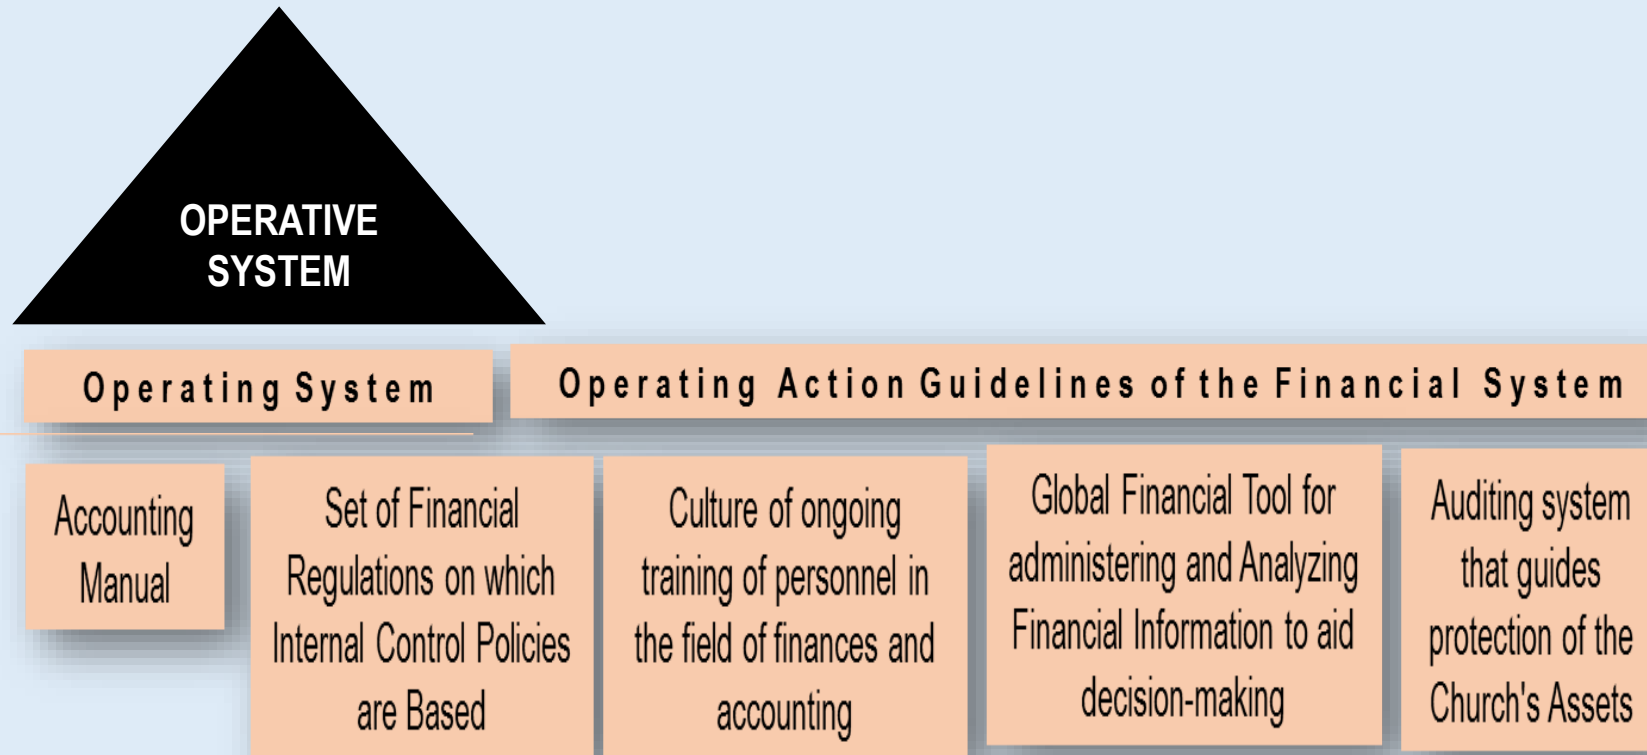 OPERATIVE
SYSTEM
Operating System
Operating Action Guidelines of the Financial System
Accounting
Manual
Set of Financial
Regulations on which
Internal Control Policies
are Based
Culture of ongoing
training of personnel in
the field of finances and
accounting
Global Financial Tool for
administering and Analyzing
Financial Information to aid
decision-making
Auditing system
that guides
protection of the
Church's Assets